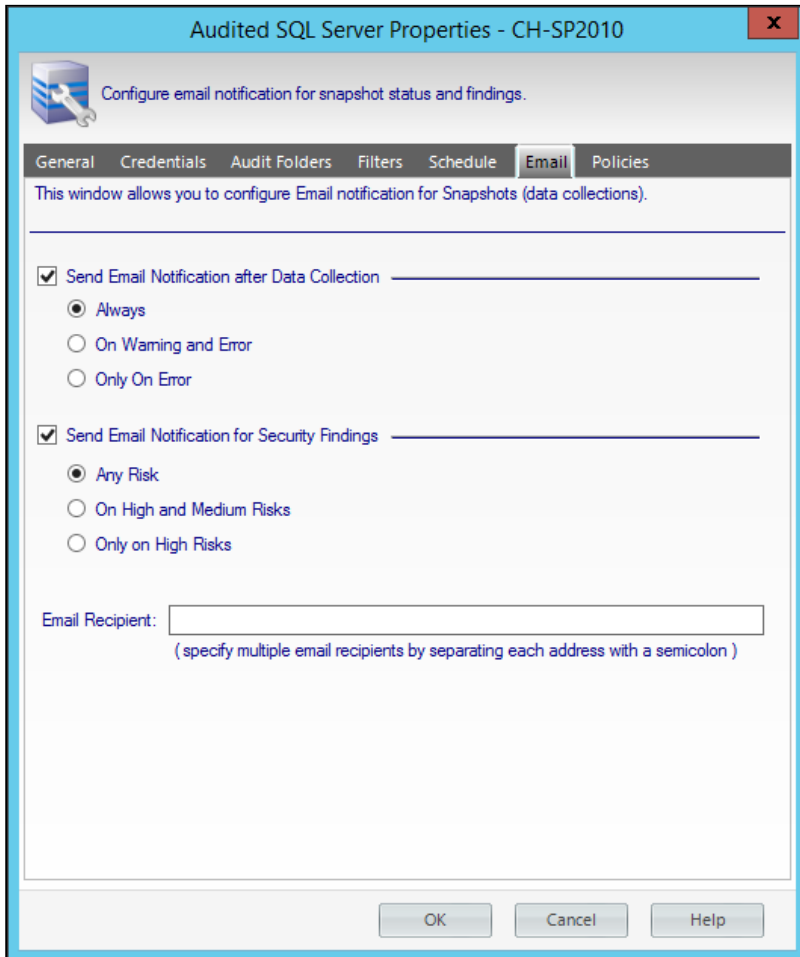 Audited SQL Server Properties - CH-SP2010
x
Configure email notification for snapshot status and findings.
General Credentials Audit Folders Filters Schedule Email Policies
This window allows you to configure Email notification for Snapshots (data collections).
Send Email Notification after Data Collection
Always
On Warning and Error
Only On Error
Send Email Notification for Security Findings
Any Risk
On High and Medium Risks
Only on High Risks
Email Recipient:
( specify multiple email recipients by separating each address with a semicolon )
OK Cancel Help